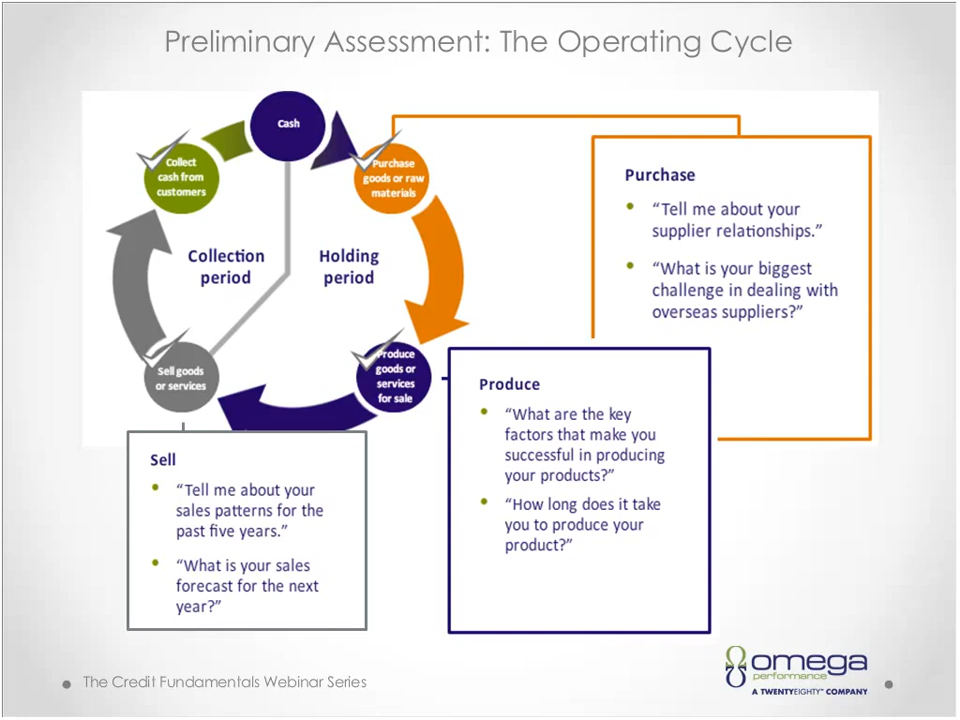 Preliminary Assessment: The Operating Cycle
Cash
Collect
cash from
customers
Purchase
goods or raw
materials
Collection
period
Holding
period
Sell goods
or services
Produce
goods or
services
for sale
Purchase
• “Tell me about your
supplier relationships.”
• “What is your biggest
challenge in dealing with
overseas suppliers?”
Produce
• “What are the key
factors that make you
successful in producing
your products?”
• “How long does it take
you to produce your
product?”
Sell
• “Tell me about your
sales patterns for the
past five years.”
• “What is your sales
forecast for the next
year?”
• The Credit Fundamentals Webinar Series
omega
performance
A TWENTYEIGHTY™ COMPANY